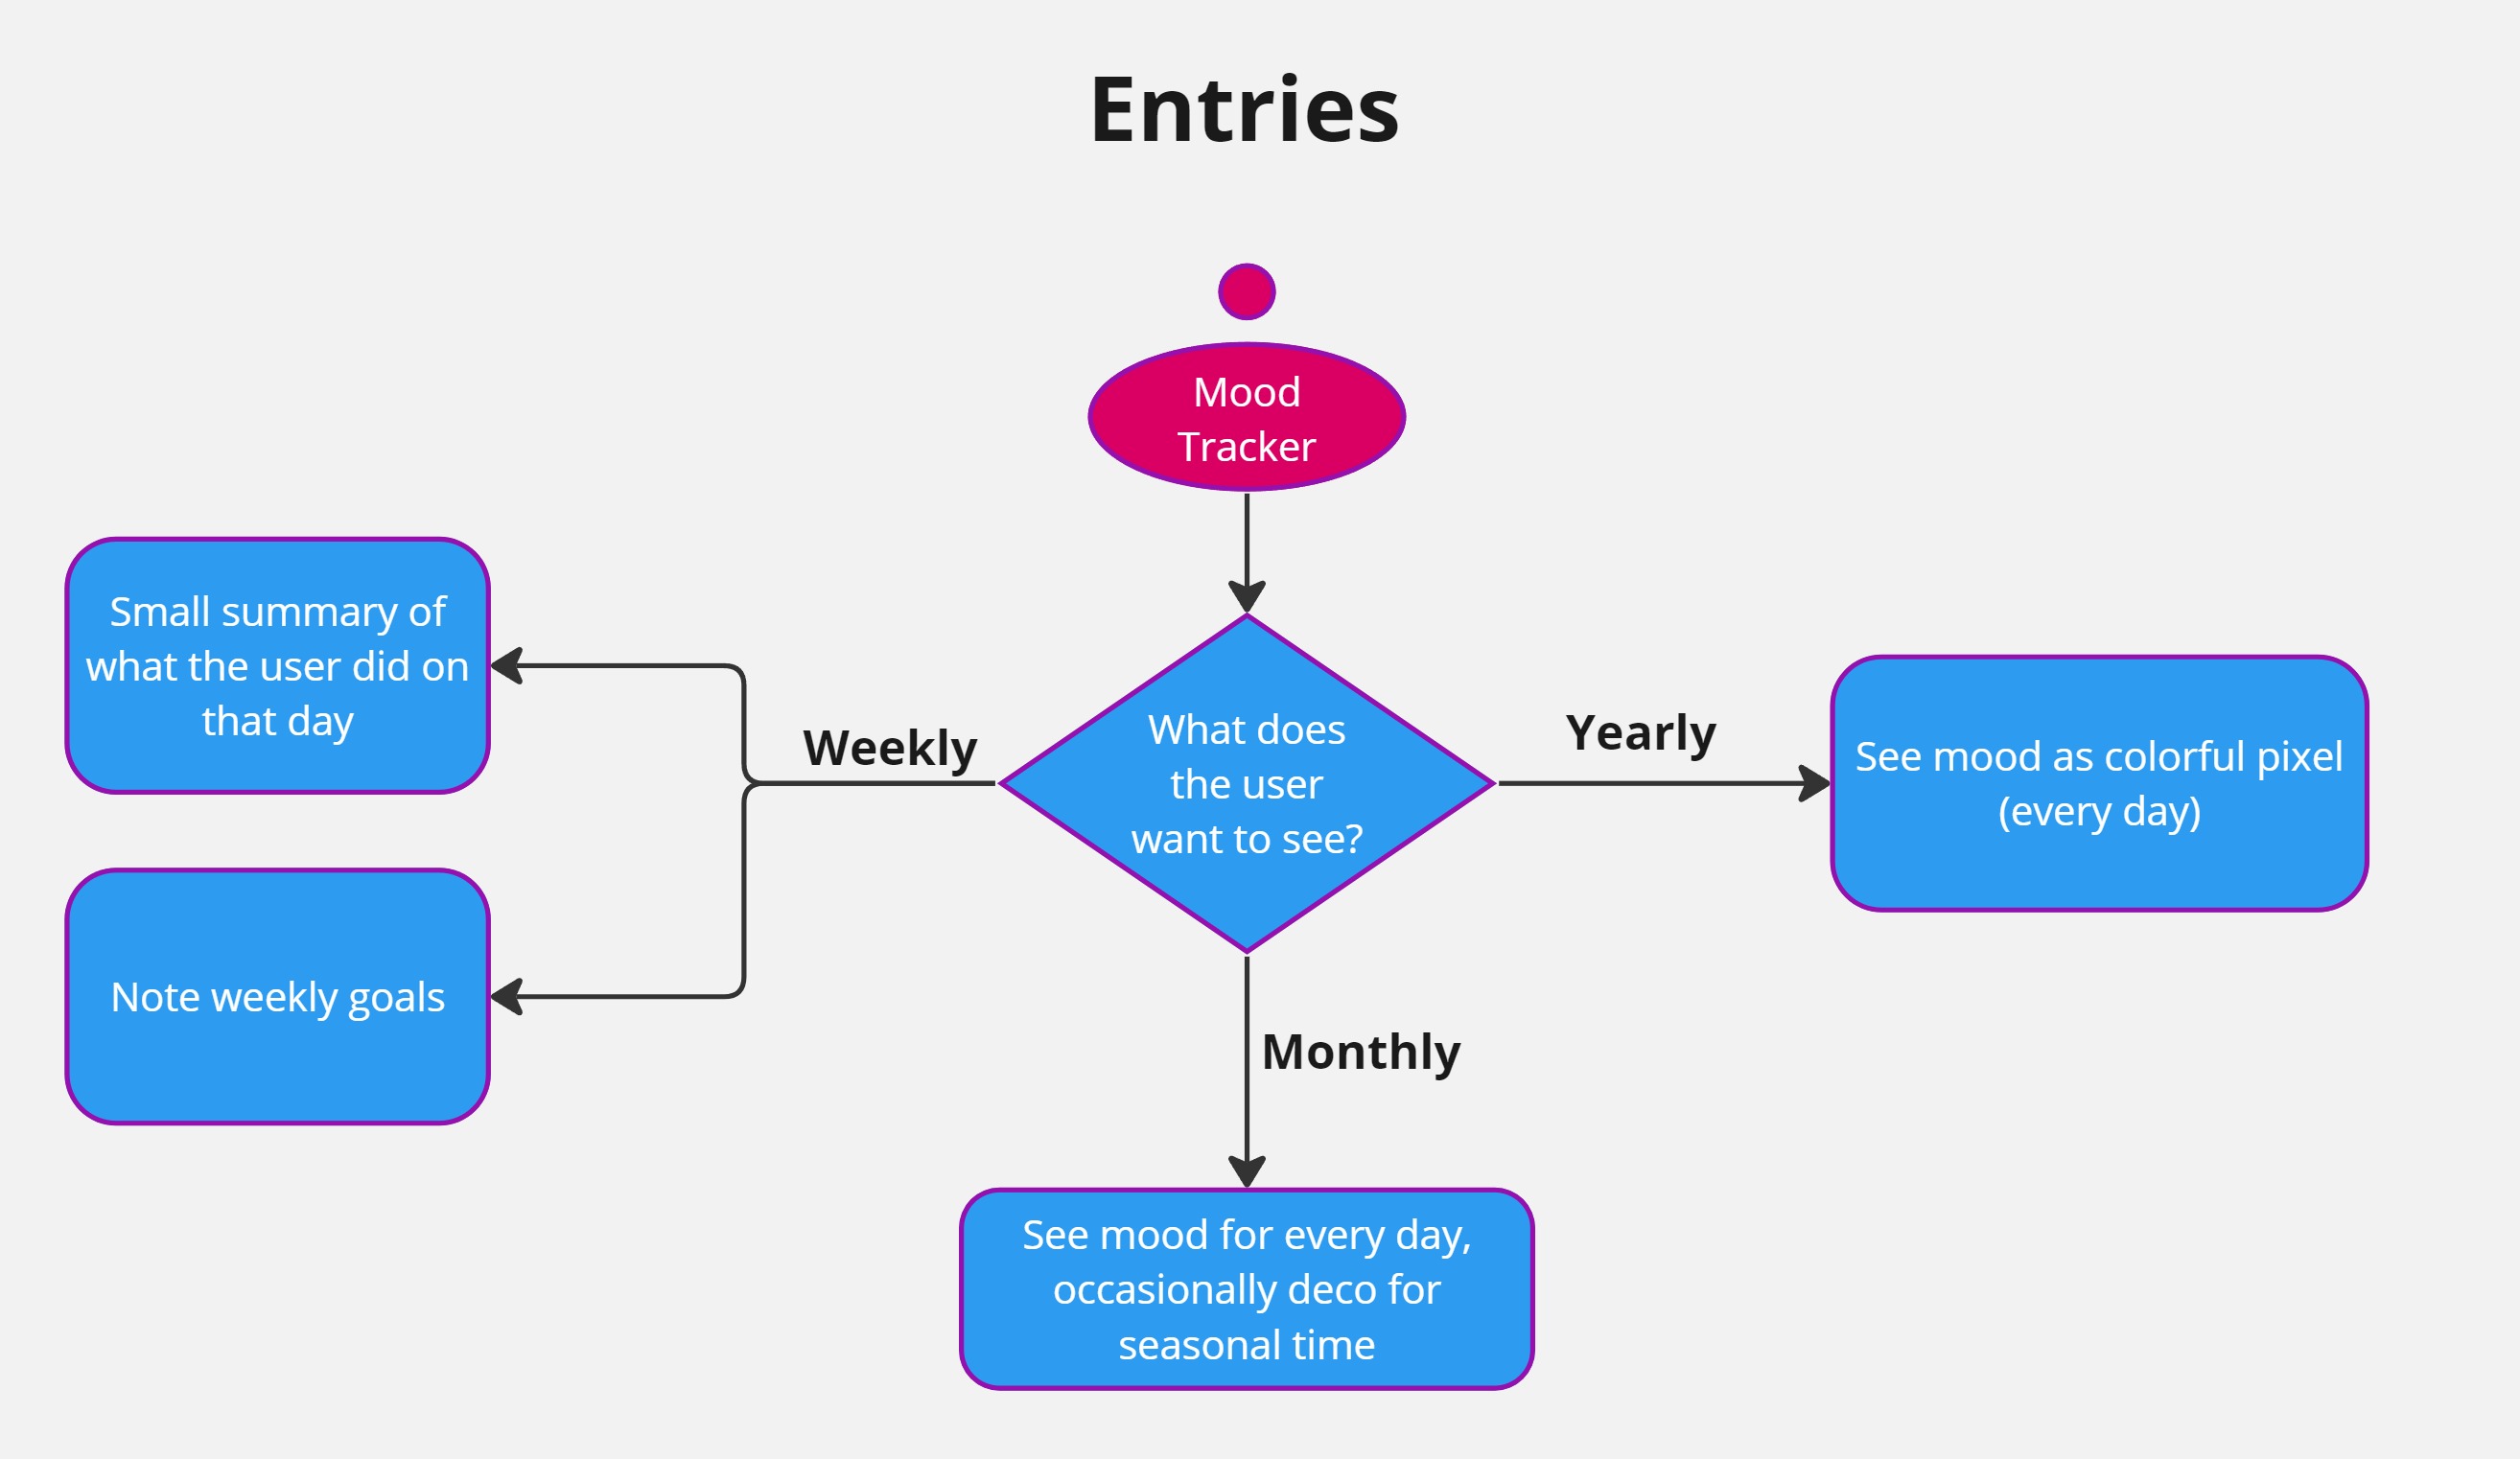 Entries
Mood
Tracker
Small summary of
what the user did on
that day
Weekly
What does
the user
want to see?
Yearly
See mood as colorful pixel
(every day)
Note weekly goals
Monthly
See mood for every day,
occasionally deco for
seasonal time